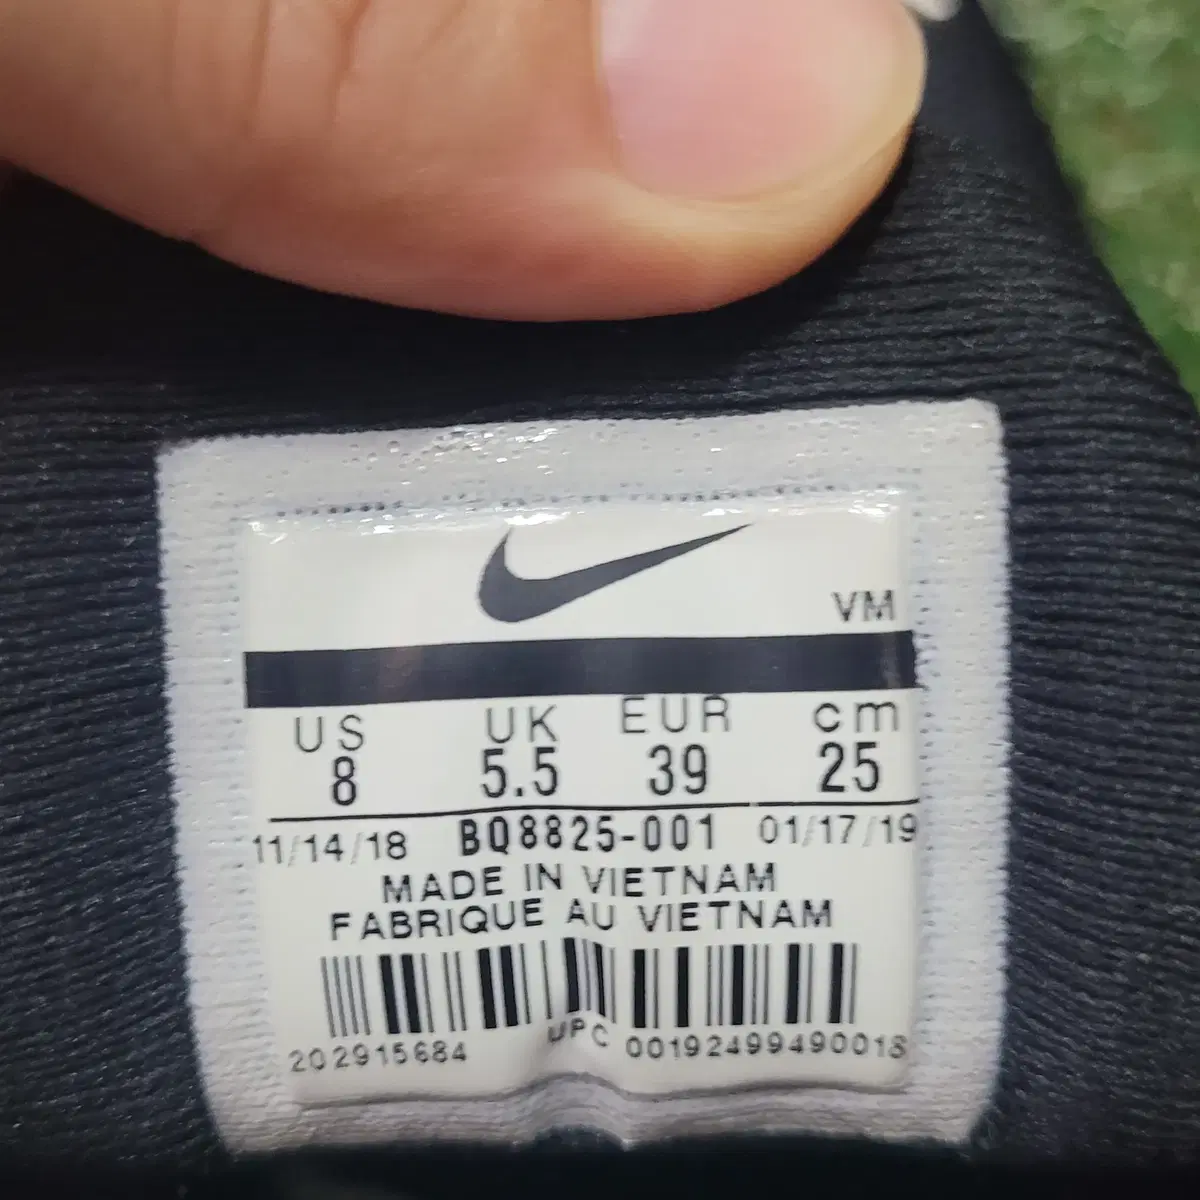 VM
US UK EUR cm
8 5.5 39 25
11/14/18 BQ8825-001 01/17/19
MADE IN VIETNAM
FABRIQUE AU VIETNAM
202915684 UPC 00192499490018